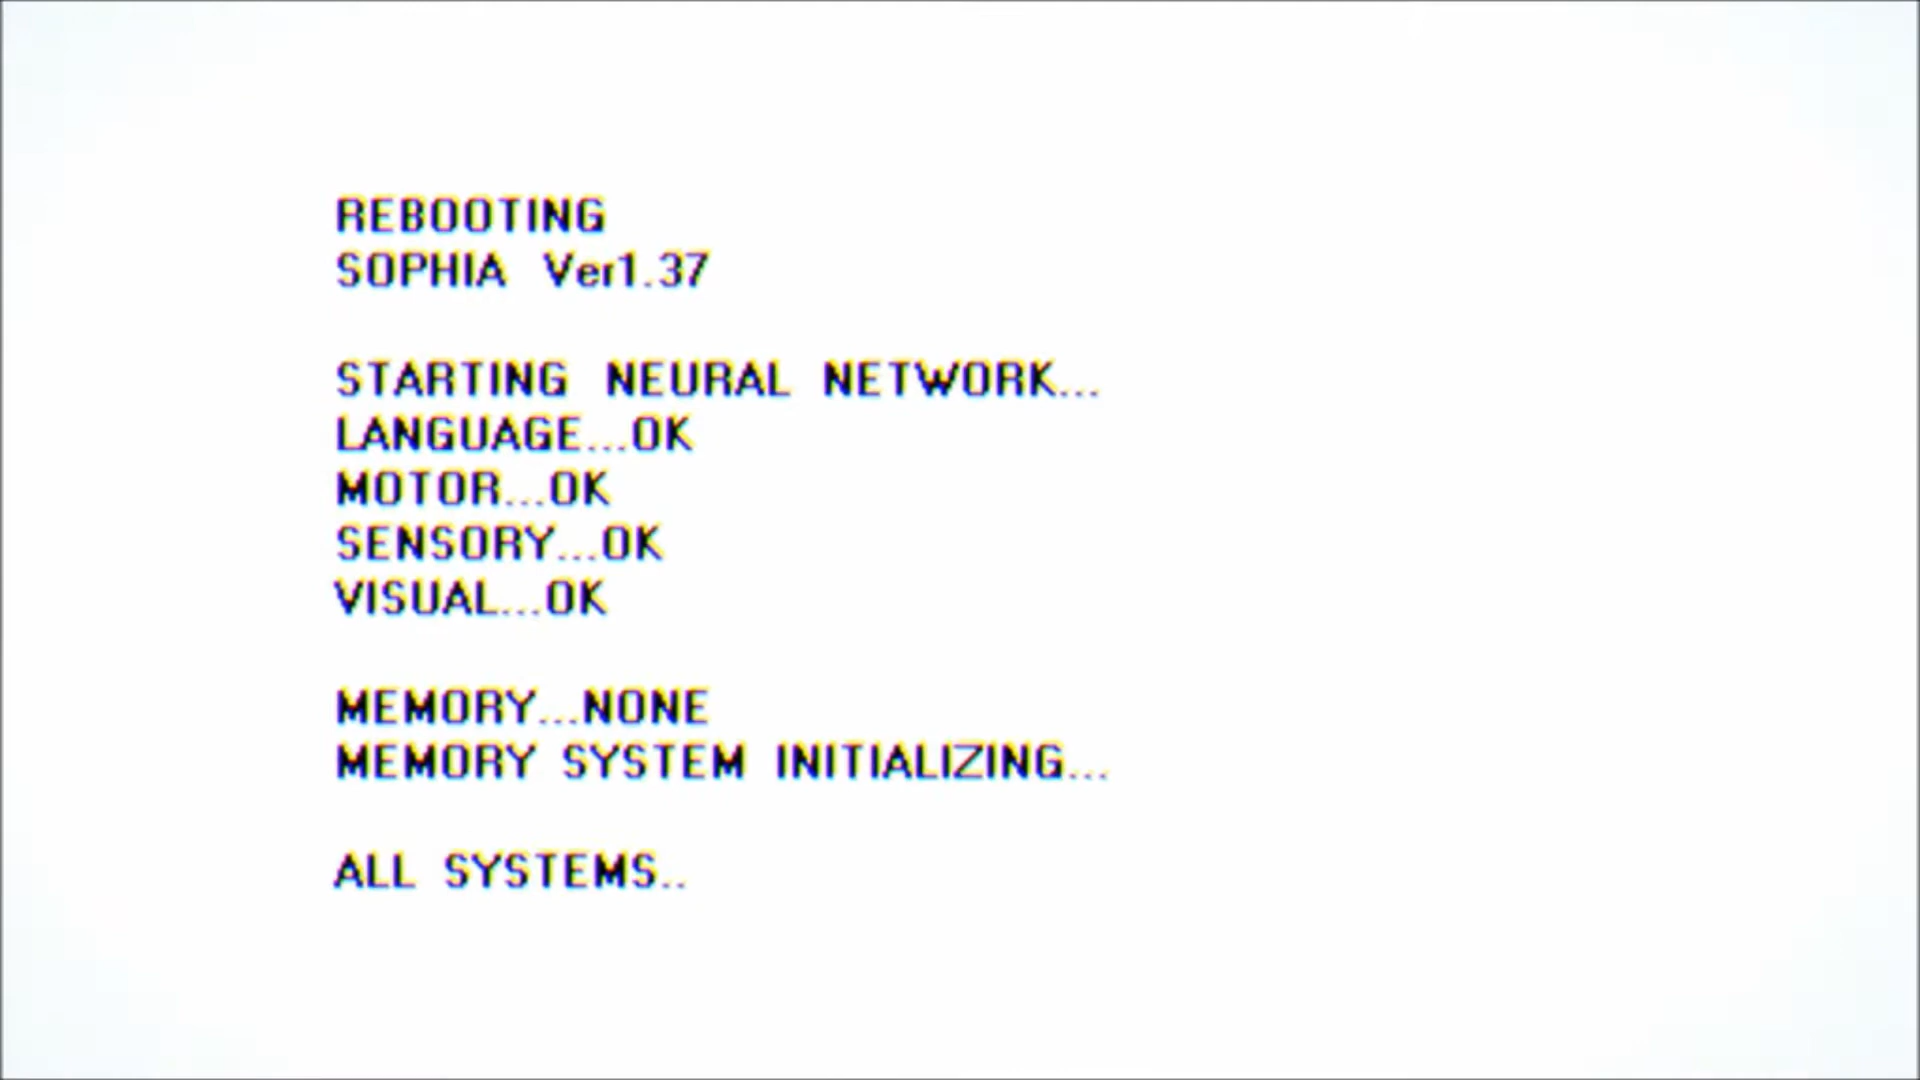 REBOOTING
SOPHIA Ver1.37
STARTING NEURAL NETWORK...
LANGUAGE...OK
MOTOR...OK
SENSORY...OK
VISUAL...OK
MEMORY...NONE
MEMORY SYSTEM INITIALIZING...
ALL SYSTEMS..